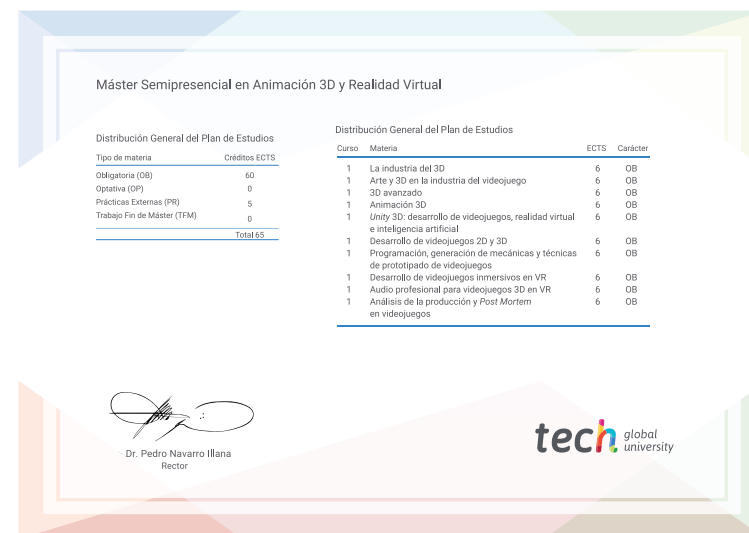 Máster Semipresencial en Animación 3D y Realidad Virtual
Distribución General del Plan de Estudios
Tipo de materia Créditos ECTS
Obligatoria (OB) 60
Optativa (OP) 0
Prácticas Externas (PR) 5
Trabajo Fin de Máster (TFM) 0
Total 65
Distribución General del Plan de Estudios
Curso Materia ECTS Carácter
1 La industria del 3D 6 OB
1 Arte y 3D en la industria del videojuego 6 OB
1 3D avanzado 6 OB
1 Animación 3D 6 OB
1 Unity 3D: desarrollo de videojuegos, realidad virtual 6 OB
e inteligencia artificial
1 Desarrollo de videojuegos 2D y 3D 6 OB
1 Programación, generación de mecánicas y técnicas 6 OB
de prototipado de videojuegos
1 Desarrollo de videojuegos inmersivos en VR 6 OB
1 Audio profesional para videojuegos 3D en VR 6 OB
1 Análisis de la producción y Post Mortem 6 OB
en videojuegos
Dr. Pedro Navarro Illana
Rector
tech global
university